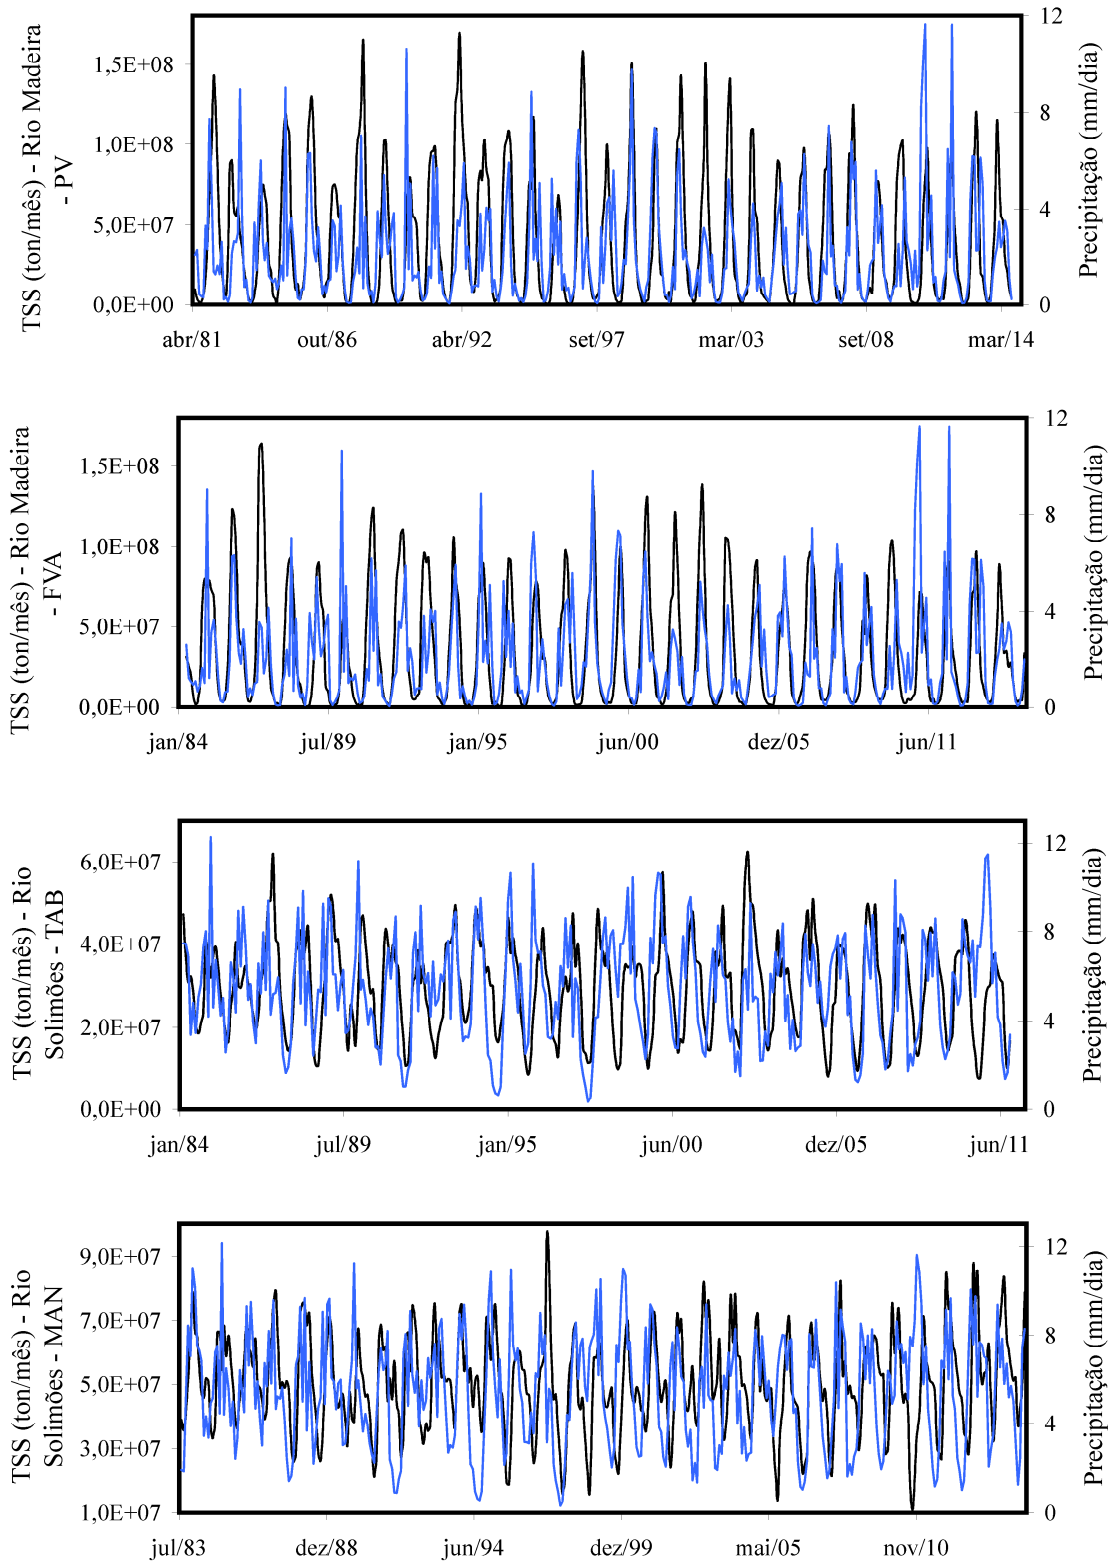 TSS (ton/mês) - Rio Madeira
- PV
1,5E+08
1,0E+08
5,0E+07
0,0E+00
12
8
4
0
Precipitação (mm/dia)
abr/81 out/86 abr/92 set/97 mar/03 set/08 mar/14
TSS (ton/mês) - Rio Madeira
- FVA
1,5E+08
1,0E+08
5,0E+07
0,0E+00
12
8
4
0
Precipitação (mm/dia)
jan/84 jul/89 jan/95 jun/00 dez/05 jun/11
TSS (ton/mês) - Rio
Solimões - TAB
6,0E+07
4,0E+07
2,0E+07
0,0E+00
12
8
4
0
Precipitação (mm/dia)
jan/84 jul/89 jan/95 jun/00 dez/05 jun/11
TSS (ton/mês) - Rio
Solimões - MAN
9,0E+07
7,0E+07
5,0E+07
3,0E+07
1,0E+07
12
8
4
0
Precipitação (mm/dia)
jul/83 dez/88 jun/94 dez/99 mai/05 nov/10